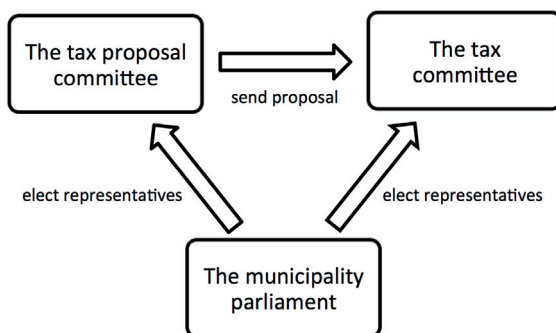 The tax proposal
committee
The tax
committee
send proposal
elect representatives
elect representatives
The municipality
parliament